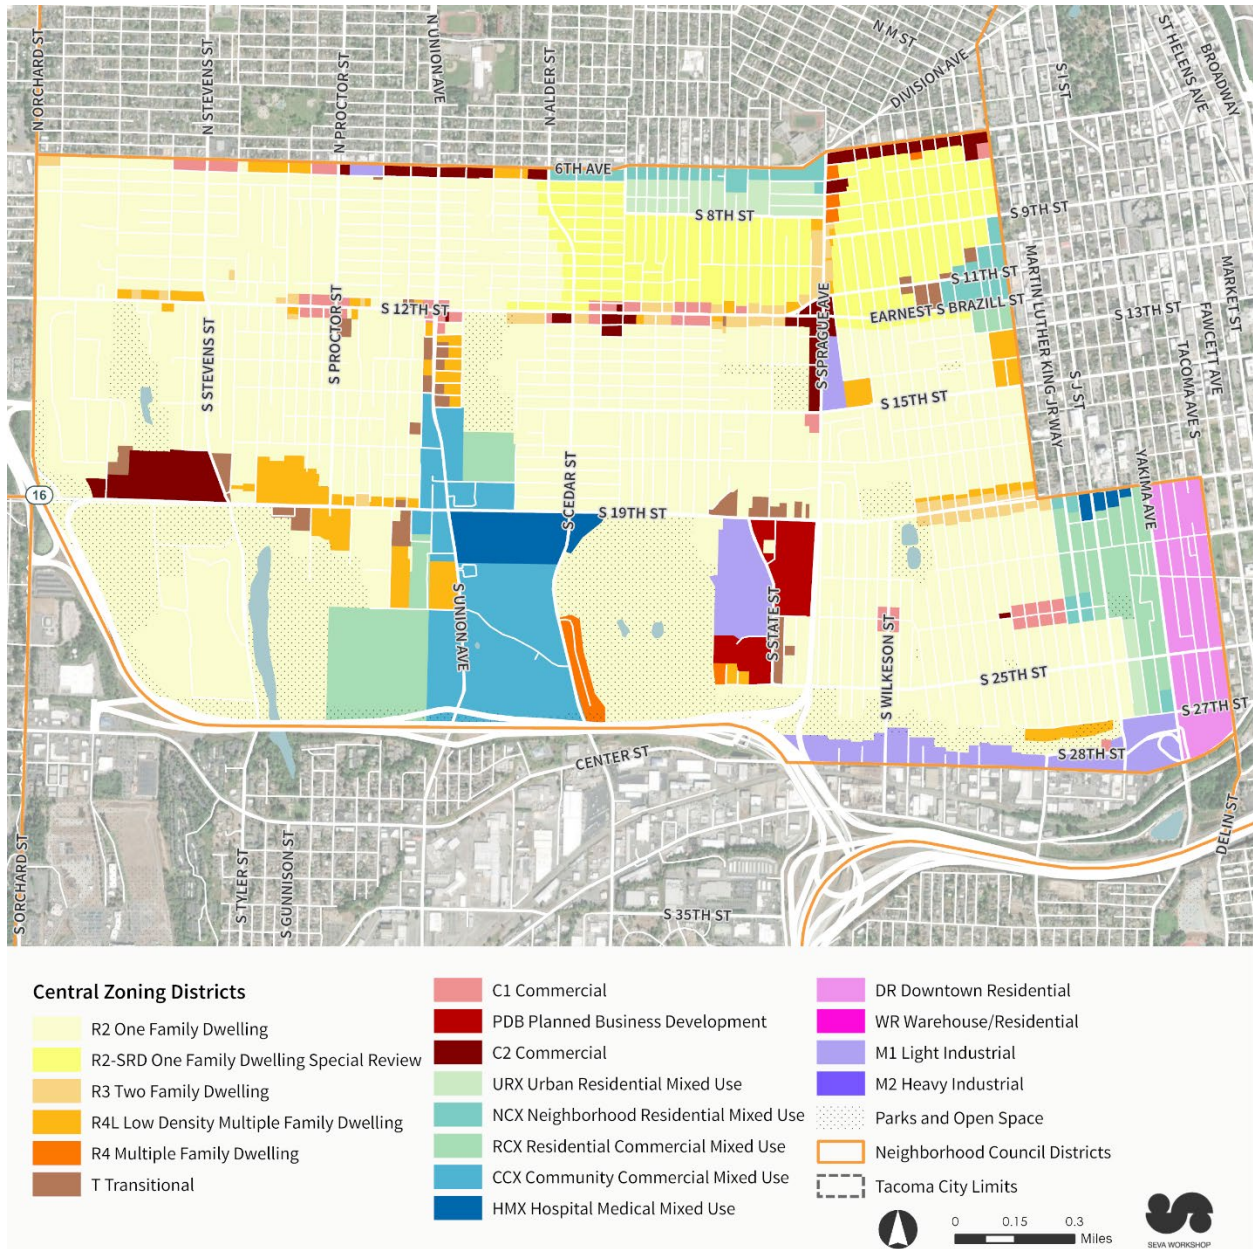 N ORCHARD ST
N STEVENS ST
N PROCTOR ST
N UNION AVE
N ALDER ST
N M ST
DIVISION AVE
S I ST
ST HELENS AVE
BROADWAY
6TH AVE
S 8TH ST
S 9TH ST
S 11TH ST
EARNEST S BRAZILL ST
S 12TH ST
S 13TH ST
MARTIN LUTHER KING JR WAY
S J ST
MARKET ST
FAWCETT AVE
TACOMA AVE S
S STEVENS ST
S PROCTOR ST
S SPRAGUE AVE
S 15TH ST
YAKIMA AVE
16
S CEDAR ST
S 19TH ST
S UNION AVE
S STATE ST
S WILKESON ST
S 25TH ST
S 27TH ST
S 28TH ST
CENTER ST
DELIN ST
S ORCHARD ST
S TYLER ST
S GUNNISON ST
S 35TH ST
Central Zoning Districts
R2 One Family Dwelling
R2-SRD One Family Dwelling Special Review
R3 Two Family Dwelling
R4L Low Density Multiple Family Dwelling
R4 Multiple Family Dwelling
T Transitional
C1 Commercial
PDB Planned Business Development
C2 Commercial
URX Urban Residential Mixed Use
NCX Neighborhood Residential Mixed Use
RCX Residential Commercial Mixed Use
CCX Community Commercial Mixed Use
HMX Hospital Medical Mixed Use
DR Downtown Residential
WR Warehouse/Residential
M1 Light Industrial
M2 Heavy Industrial
Parks and Open Space
Neighborhood Council Districts
Tacoma City Limits
0 0.15 0.3
Miles
SEVA WORKSHOP